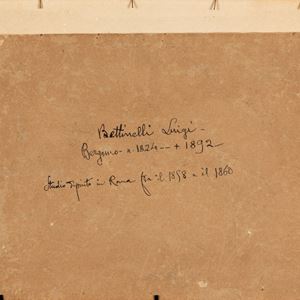 Bettinelli Luigi -
Bergamo - n. 1824 -- + 1892
Studio dipinto in Roma fra il 1858 e il 1860